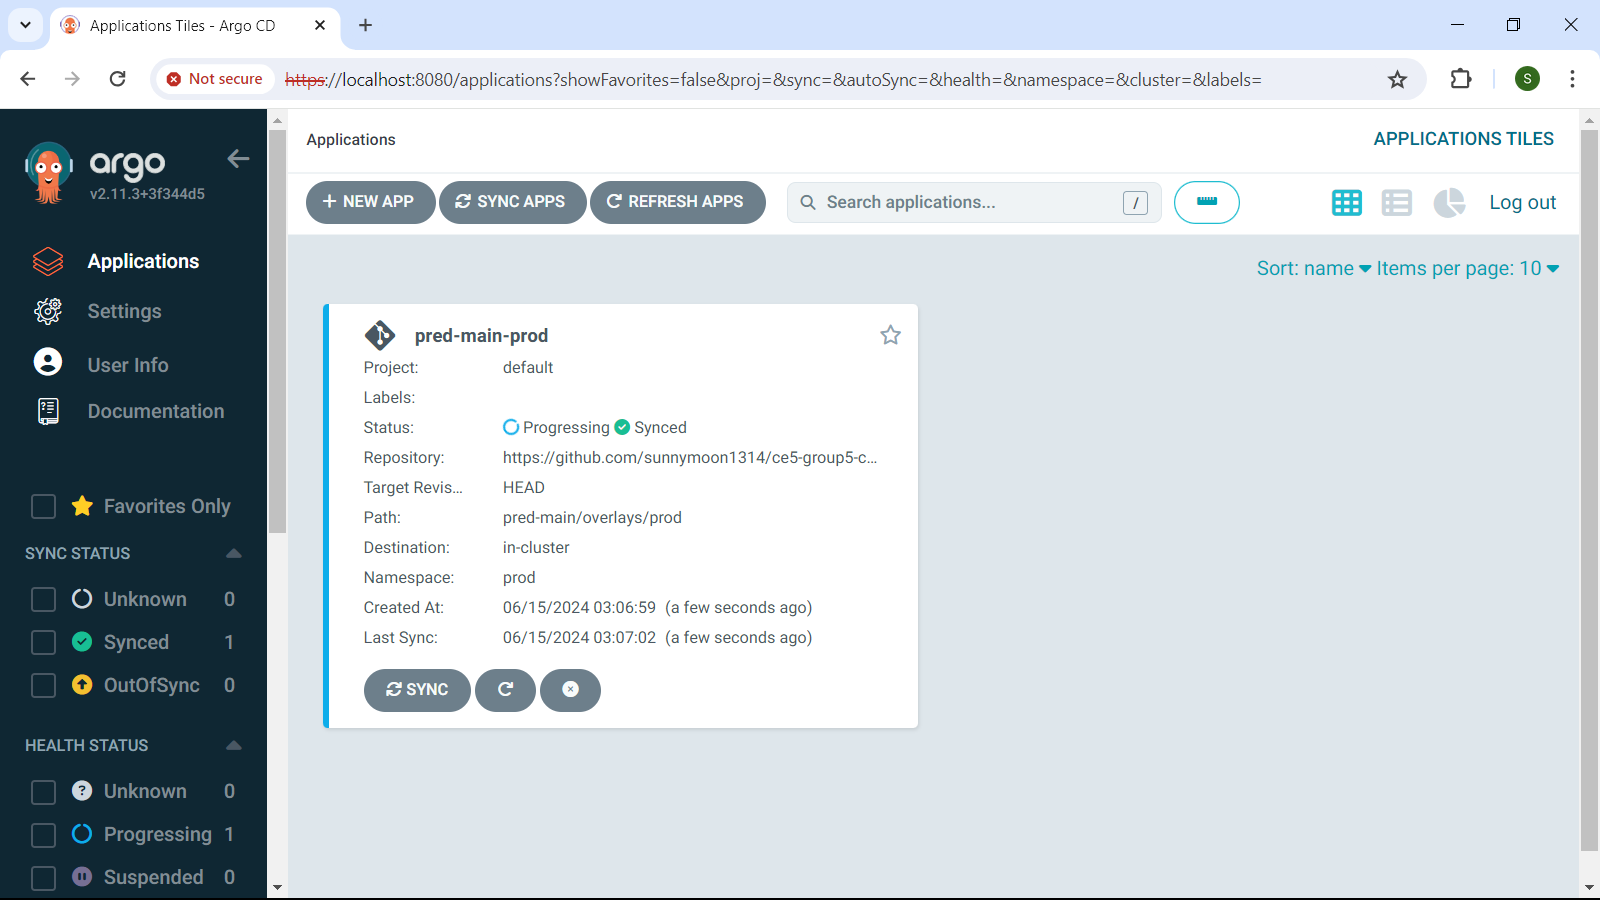 Applications Tiles - Argo CD
Not secure https://localhost:8080/applications?showFavorites=false&proj=&sync=&autoSync=&health=&namespace=&cluster=&labels=
S
argo
v2.11.3+3f344d5
Applications
Settings
User Info
Documentation
Favorites Only
SYNC STATUS
Unknown 0
Synced 1
OutOfSync 0
HEALTH STATUS
Unknown 0
Progressing 1
Suspended 0
Applications
APPLICATIONS TILES
+ NEW APP
SYNC APPS
REFRESH APPS
Search applications... /
Log out
Sort: name Items per page: 10
pred-main-prod
Project: default
Labels:
Status: Progressing Synced
Repository: https://github.com/sunnymoon1314/ce5-group5-c...
Target Revis... HEAD
Path: pred-main/overlays/prod
Destination: in-cluster
Namespace: prod
Created At: 06/15/2024 03:06:59 (a few seconds ago)
Last Sync: 06/15/2024 03:07:02 (a few seconds ago)
SYNC